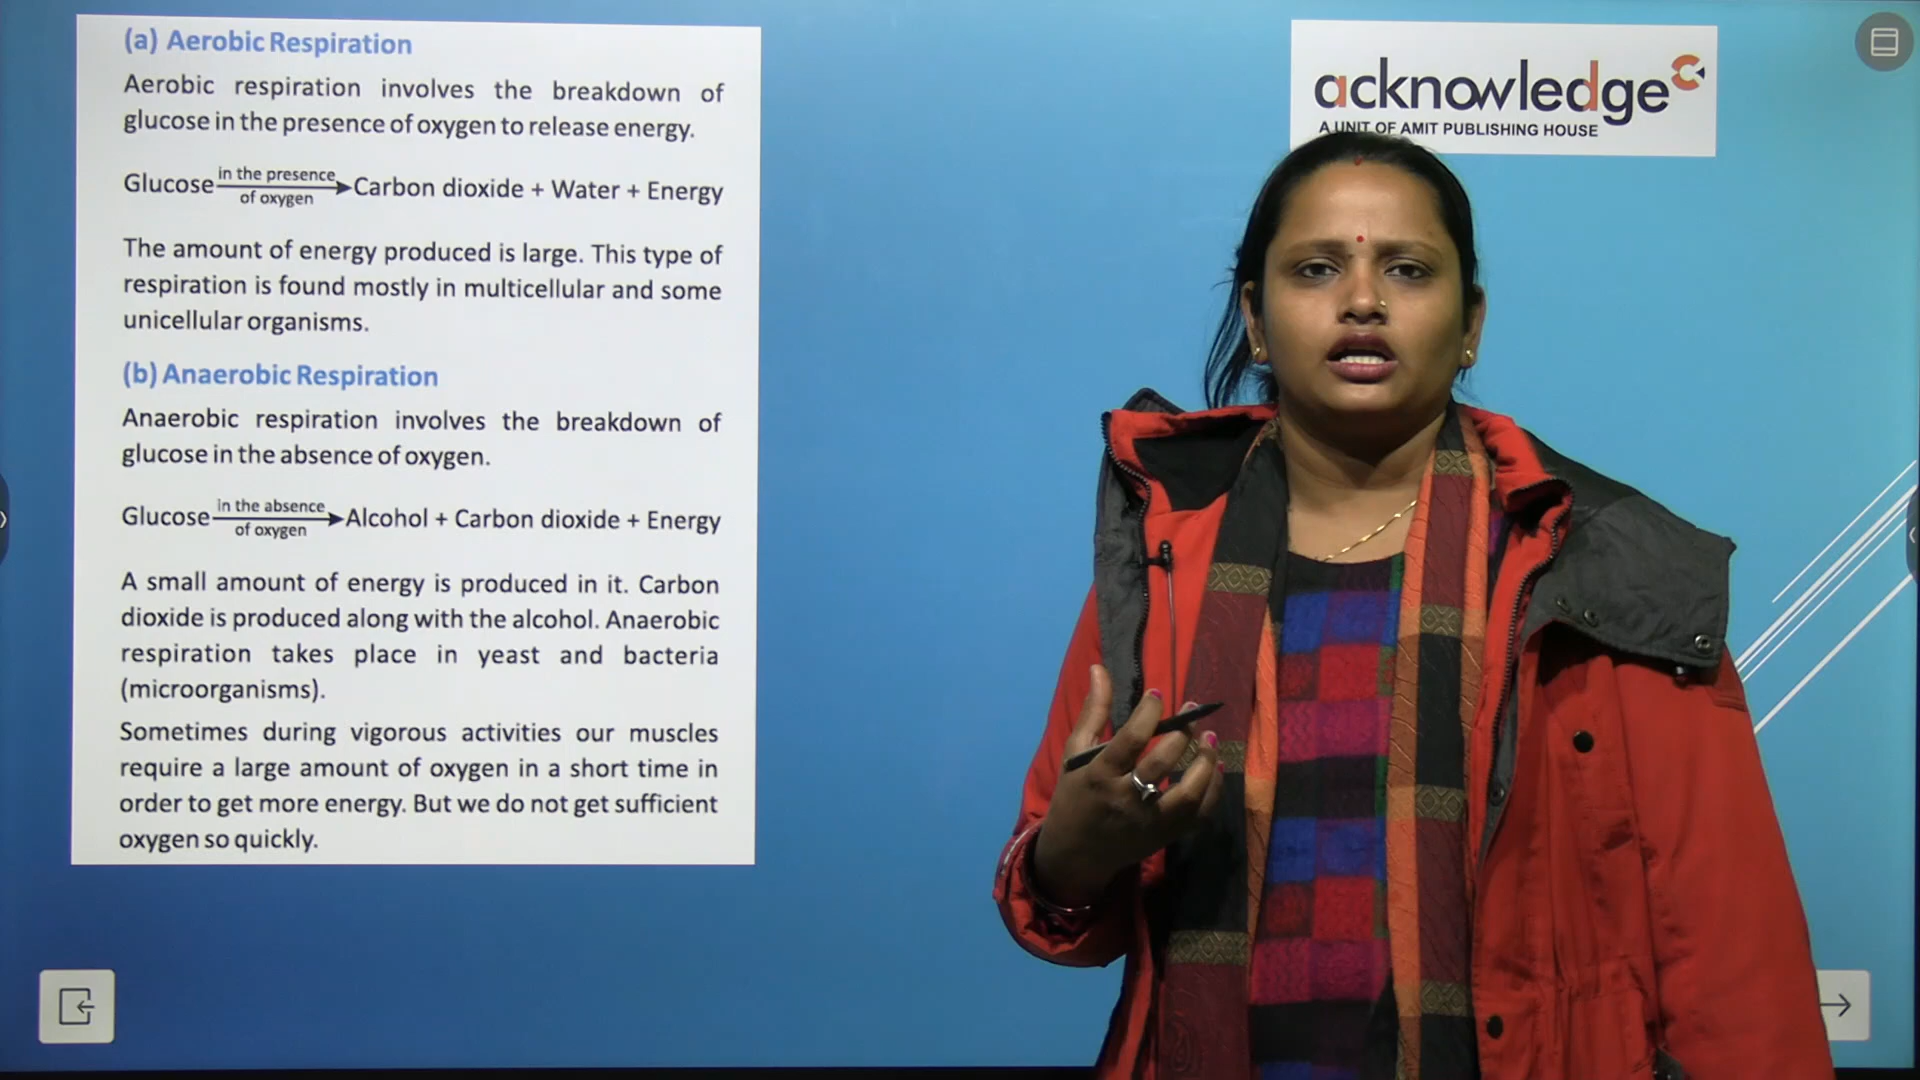 (a) Aerobic Respiration
Aerobic respiration involves the breakdown of
glucose in the presence of oxygen to release energy.
in the presence
Glucose → Carbon dioxide + Water + Energy
of oxygen
The amount of energy produced is large. This type of
respiration is found mostly in multicellular and some
unicellular organisms.
(b) Anaerobic Respiration
Anaerobic respiration involves the breakdown of
glucose in the absence of oxygen.
in the absence
Glucose → Alcohol + Carbon dioxide + Energy
of oxygen
A small amount of energy is produced in it. Carbon
dioxide is produced along with the alcohol. Anaerobic
respiration takes place in yeast and bacteria
(microorganisms).
Sometimes during vigorous activities our muscles
require a large amount of oxygen in a short time in
order to get more energy. But we do not get sufficient
oxygen so quickly.
acknowledge
A UNIT OF AMIT PUBLISHING HOUSE